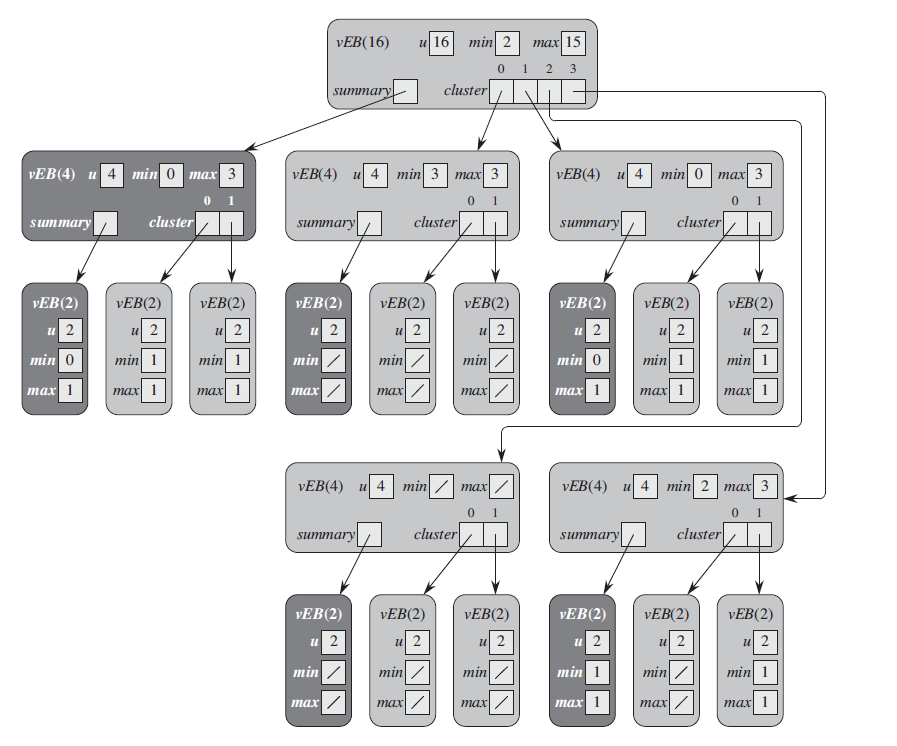 vEB(16) u 16 min 2 max 15
0 1 2 3
summary cluster
vEB(4) u 4 min 0 max 3
0 1
summary cluster
vEB(4) u 4 min 3 max 3
0 1
summary cluster
vEB(4) u 4 min 0 max 3
0 1
summary cluster
vEB(2)
u 2
min 0
max 1
vEB(2)
u 2
min 1
max 1
vEB(2)
u 2
min 1
max 1
vEB(2)
u 2
min /
max /
vEB(2)
u 2
min /
max /
vEB(2)
u 2
min /
max /
vEB(2)
u 2
min 0
max 1
vEB(2)
u 2
min 1
max 1
vEB(2)
u 2
min 1
max 1
vEB(4) u 4 min / max /
0 1
summary cluster
vEB(4) u 4 min 2 max 3
0 1
summary cluster
vEB(2)
u 2
min /
max /
vEB(2)
u 2
min /
max /
vEB(2)
u 2
min /
max /
vEB(2)
u 2
min 1
max 1
vEB(2)
u 2
min /
max /
vEB(2)
u 2
min 1
max 1